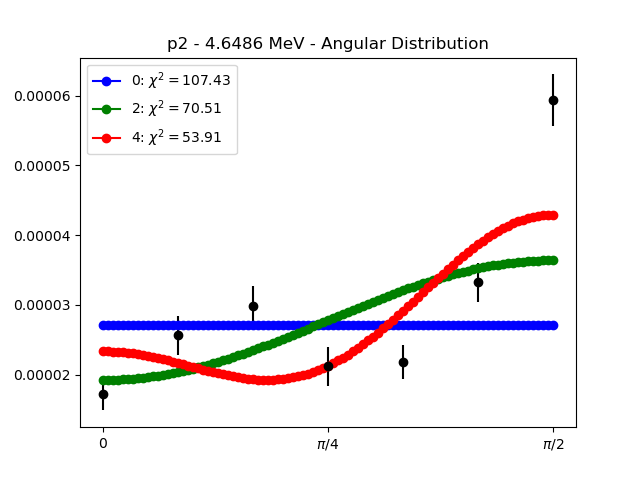 p2 - 4.6486 MeV - Angular Distribution
0: χ² = 107.43
2: χ² = 70.51
4: χ² = 53.91
0.00006
0.00005
0.00004
0.00003
0.00002
0
π/4
π/2